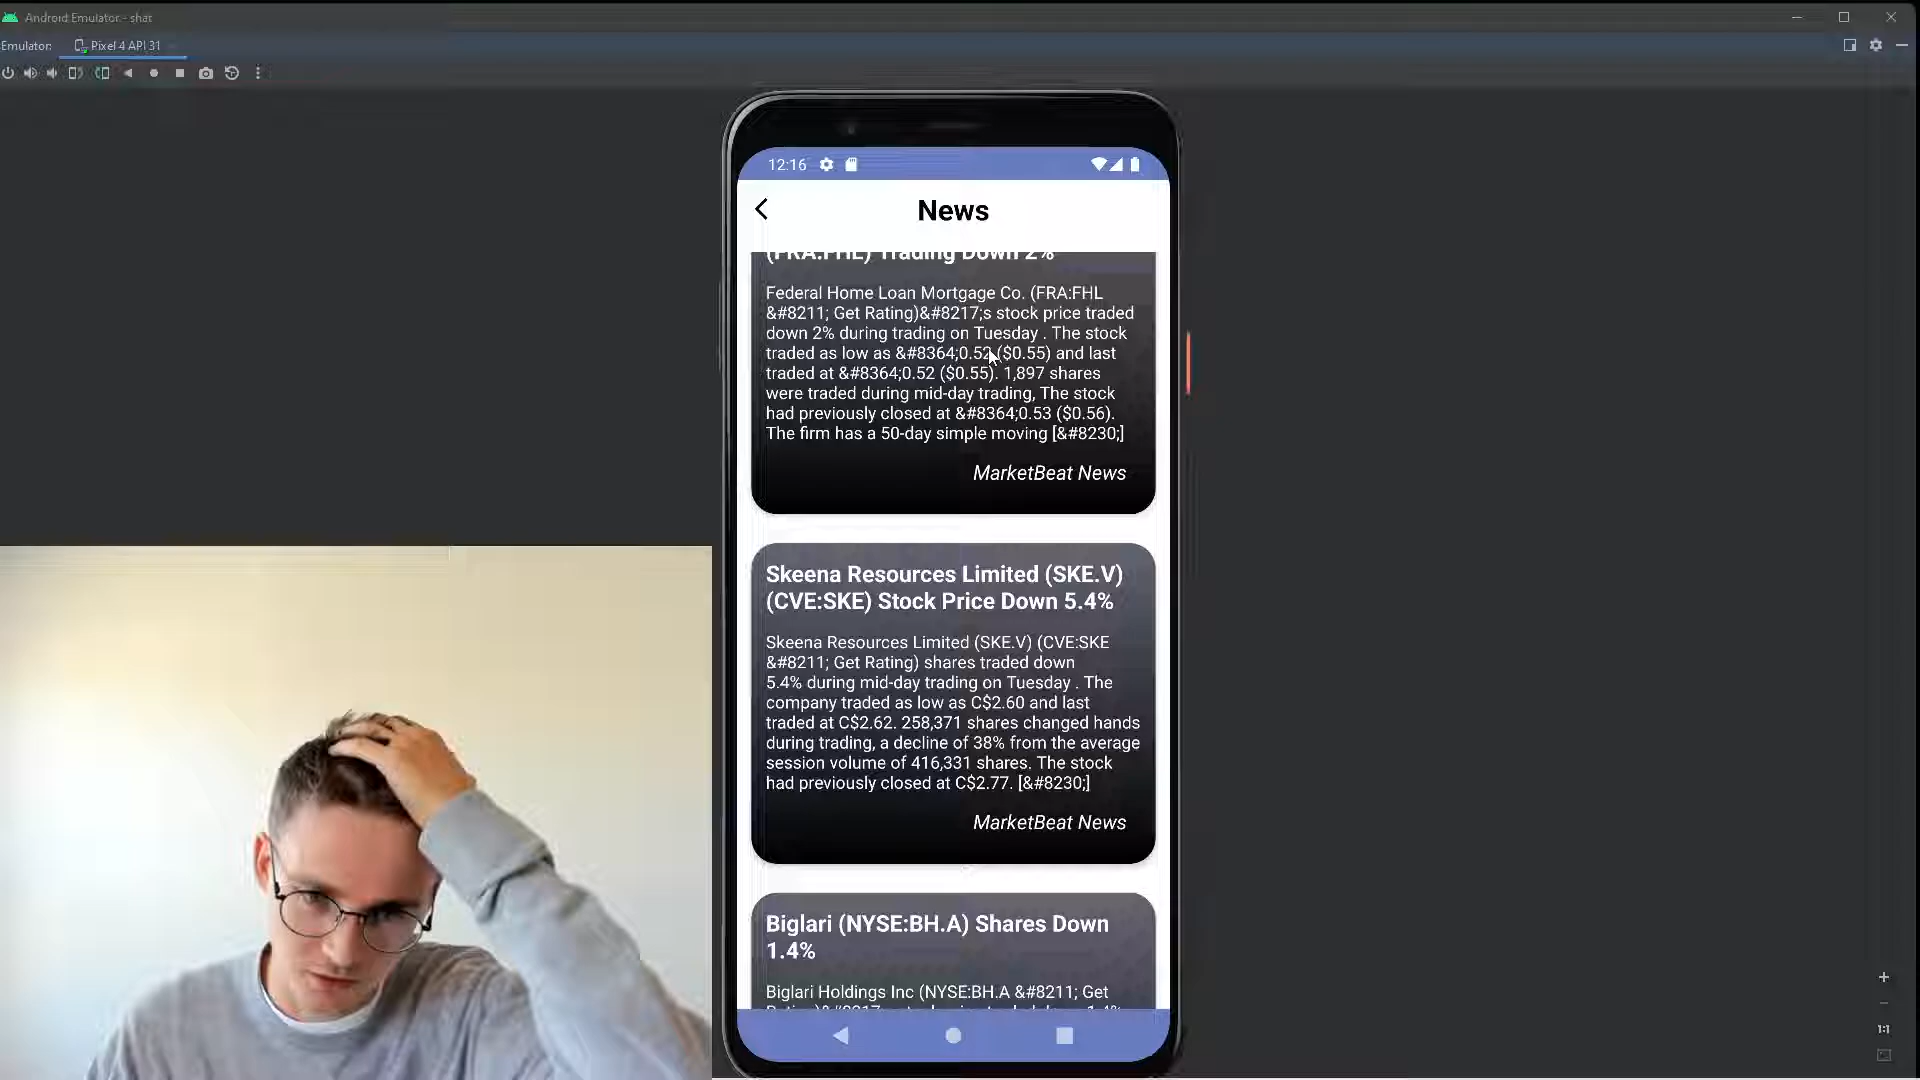 Android Emulator - shat
Emulator:
Pixel 4 API 31
12:16
News
(FRA:FHL) Trading Down 2%
Federal Home Loan Mortgage Co. (FRA:FHL
&#8211; Get Rating)&#8217;s stock price traded
down 2% during trading on Tuesday . The stock
traded as low as &#8364;0.52 ($0.55) and last
traded at &#8364;0.52 ($0.55). 1,897 shares
were traded during mid-day trading, The stock
had previously closed at &#8364;0.53 ($0.56).
The firm has a 50-day simple moving [&#8230;]
MarketBeat News
Skeena Resources Limited (SKE.V)
(CVE:SKE) Stock Price Down 5.4%
Skeena Resources Limited (SKE.V) (CVE:SKE
&#8211; Get Rating) shares traded down
5.4% during mid-day trading on Tuesday . The
company traded as low as C$2.60 and last
traded at C$2.62. 258,371 shares changed hands
during trading, a decline of 38% from the average
session volume of 416,331 shares. The stock
had previously closed at C$2.77. [&#8230;]
MarketBeat News
Biglari (NYSE:BH.A) Shares Down
1.4%
Biglari Holdings Inc (NYSE:BH.A &#8211; Get
1:1